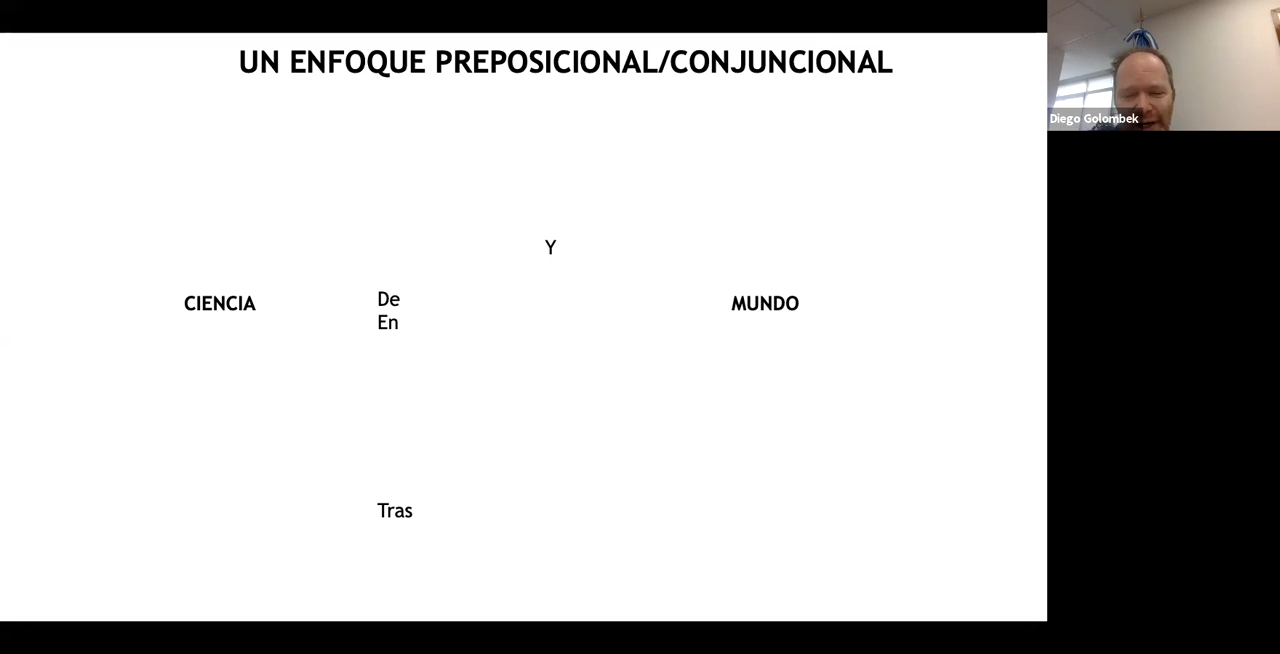 UN ENFOQUE PREPOSICIONAL/CONJUNCIONAL
Diego Golombek
Y
CIENCIA
De
En
MUNDO
Tras